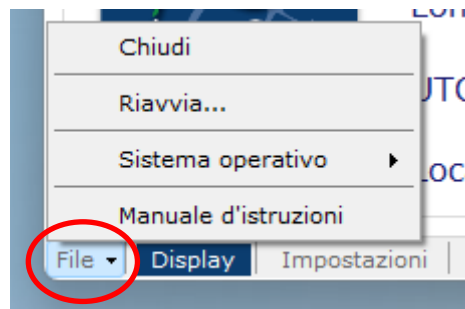 Chiudi
Riavvia...
Sistema operativo
Manuale d'istruzioni
File Display Impostazioni